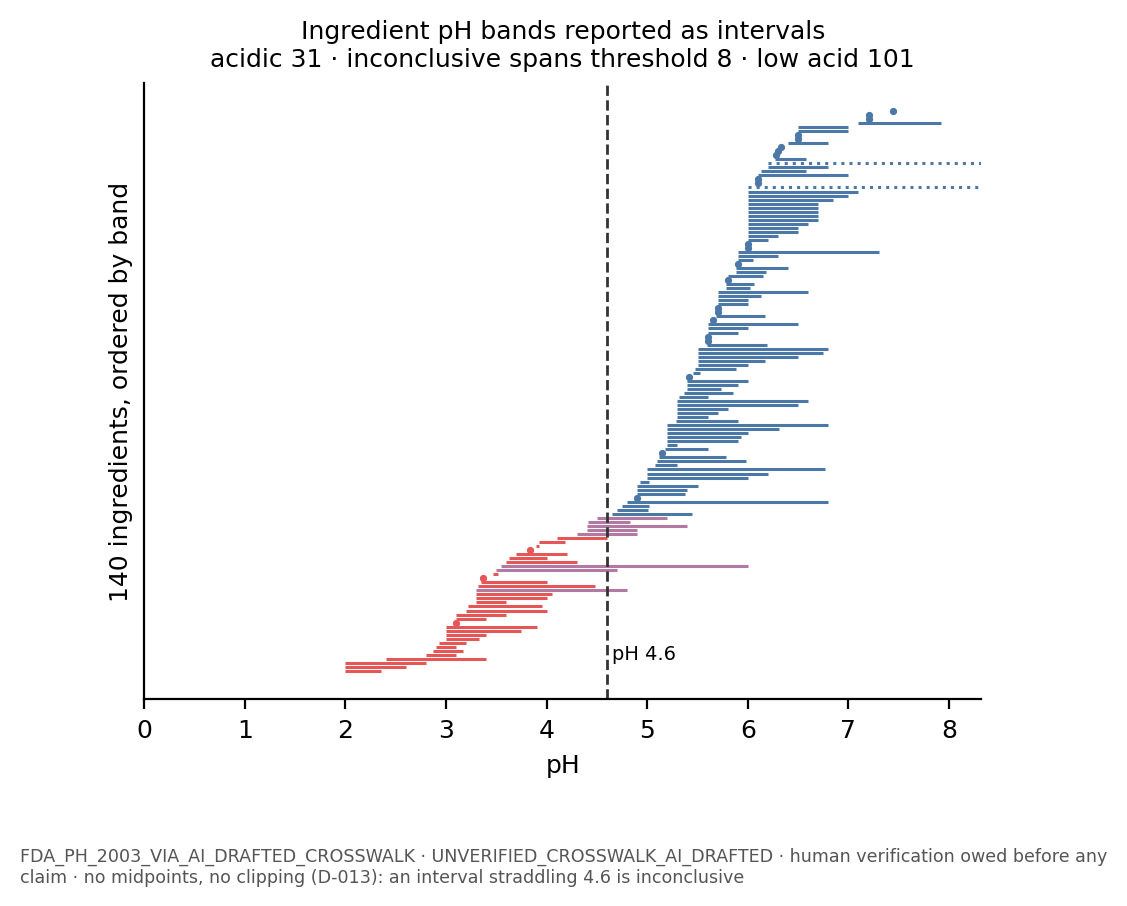 Ingredient pH bands reported as intervals
acidic 31 · inconclusive spans threshold 8 · low acid 101
140 ingredients, ordered by band
pH 4.6
0 1 2 3 4 5 6 7 8
pH
FDA_PH_2003_VIA_AI_DRAFTED_CROSSWALK · UNVERIFIED_CROSSWALK_AI_DRAFTED · human verification owed before any
claim · no midpoints, no clipping (D-013): an interval straddling 4.6 is inconclusive